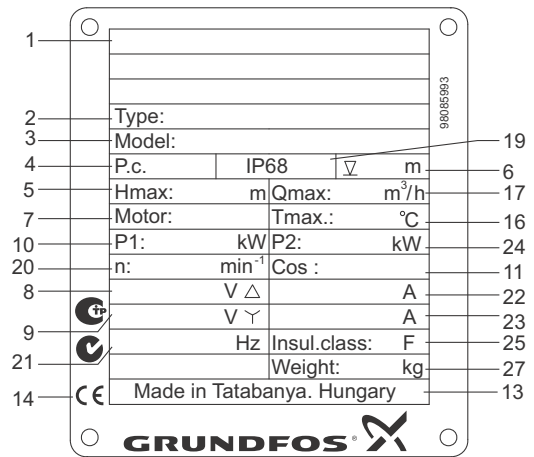 1
2 Type:
98085993
3 Model:
19
4 P.c. IP68 m 6
5 Hmax: m Qmax: m³/h 17
7 Motor: Tmax.: °C 16
10 P1: kW P2: kW 24
20 n: min⁻¹ Cos : 11
8 V △ A 22
9 V A 23
21 Hz Insul.class: F 25
Weight: kg 27
14 CE Made in Tatabanya. Hungary 13
GRUNDFOS